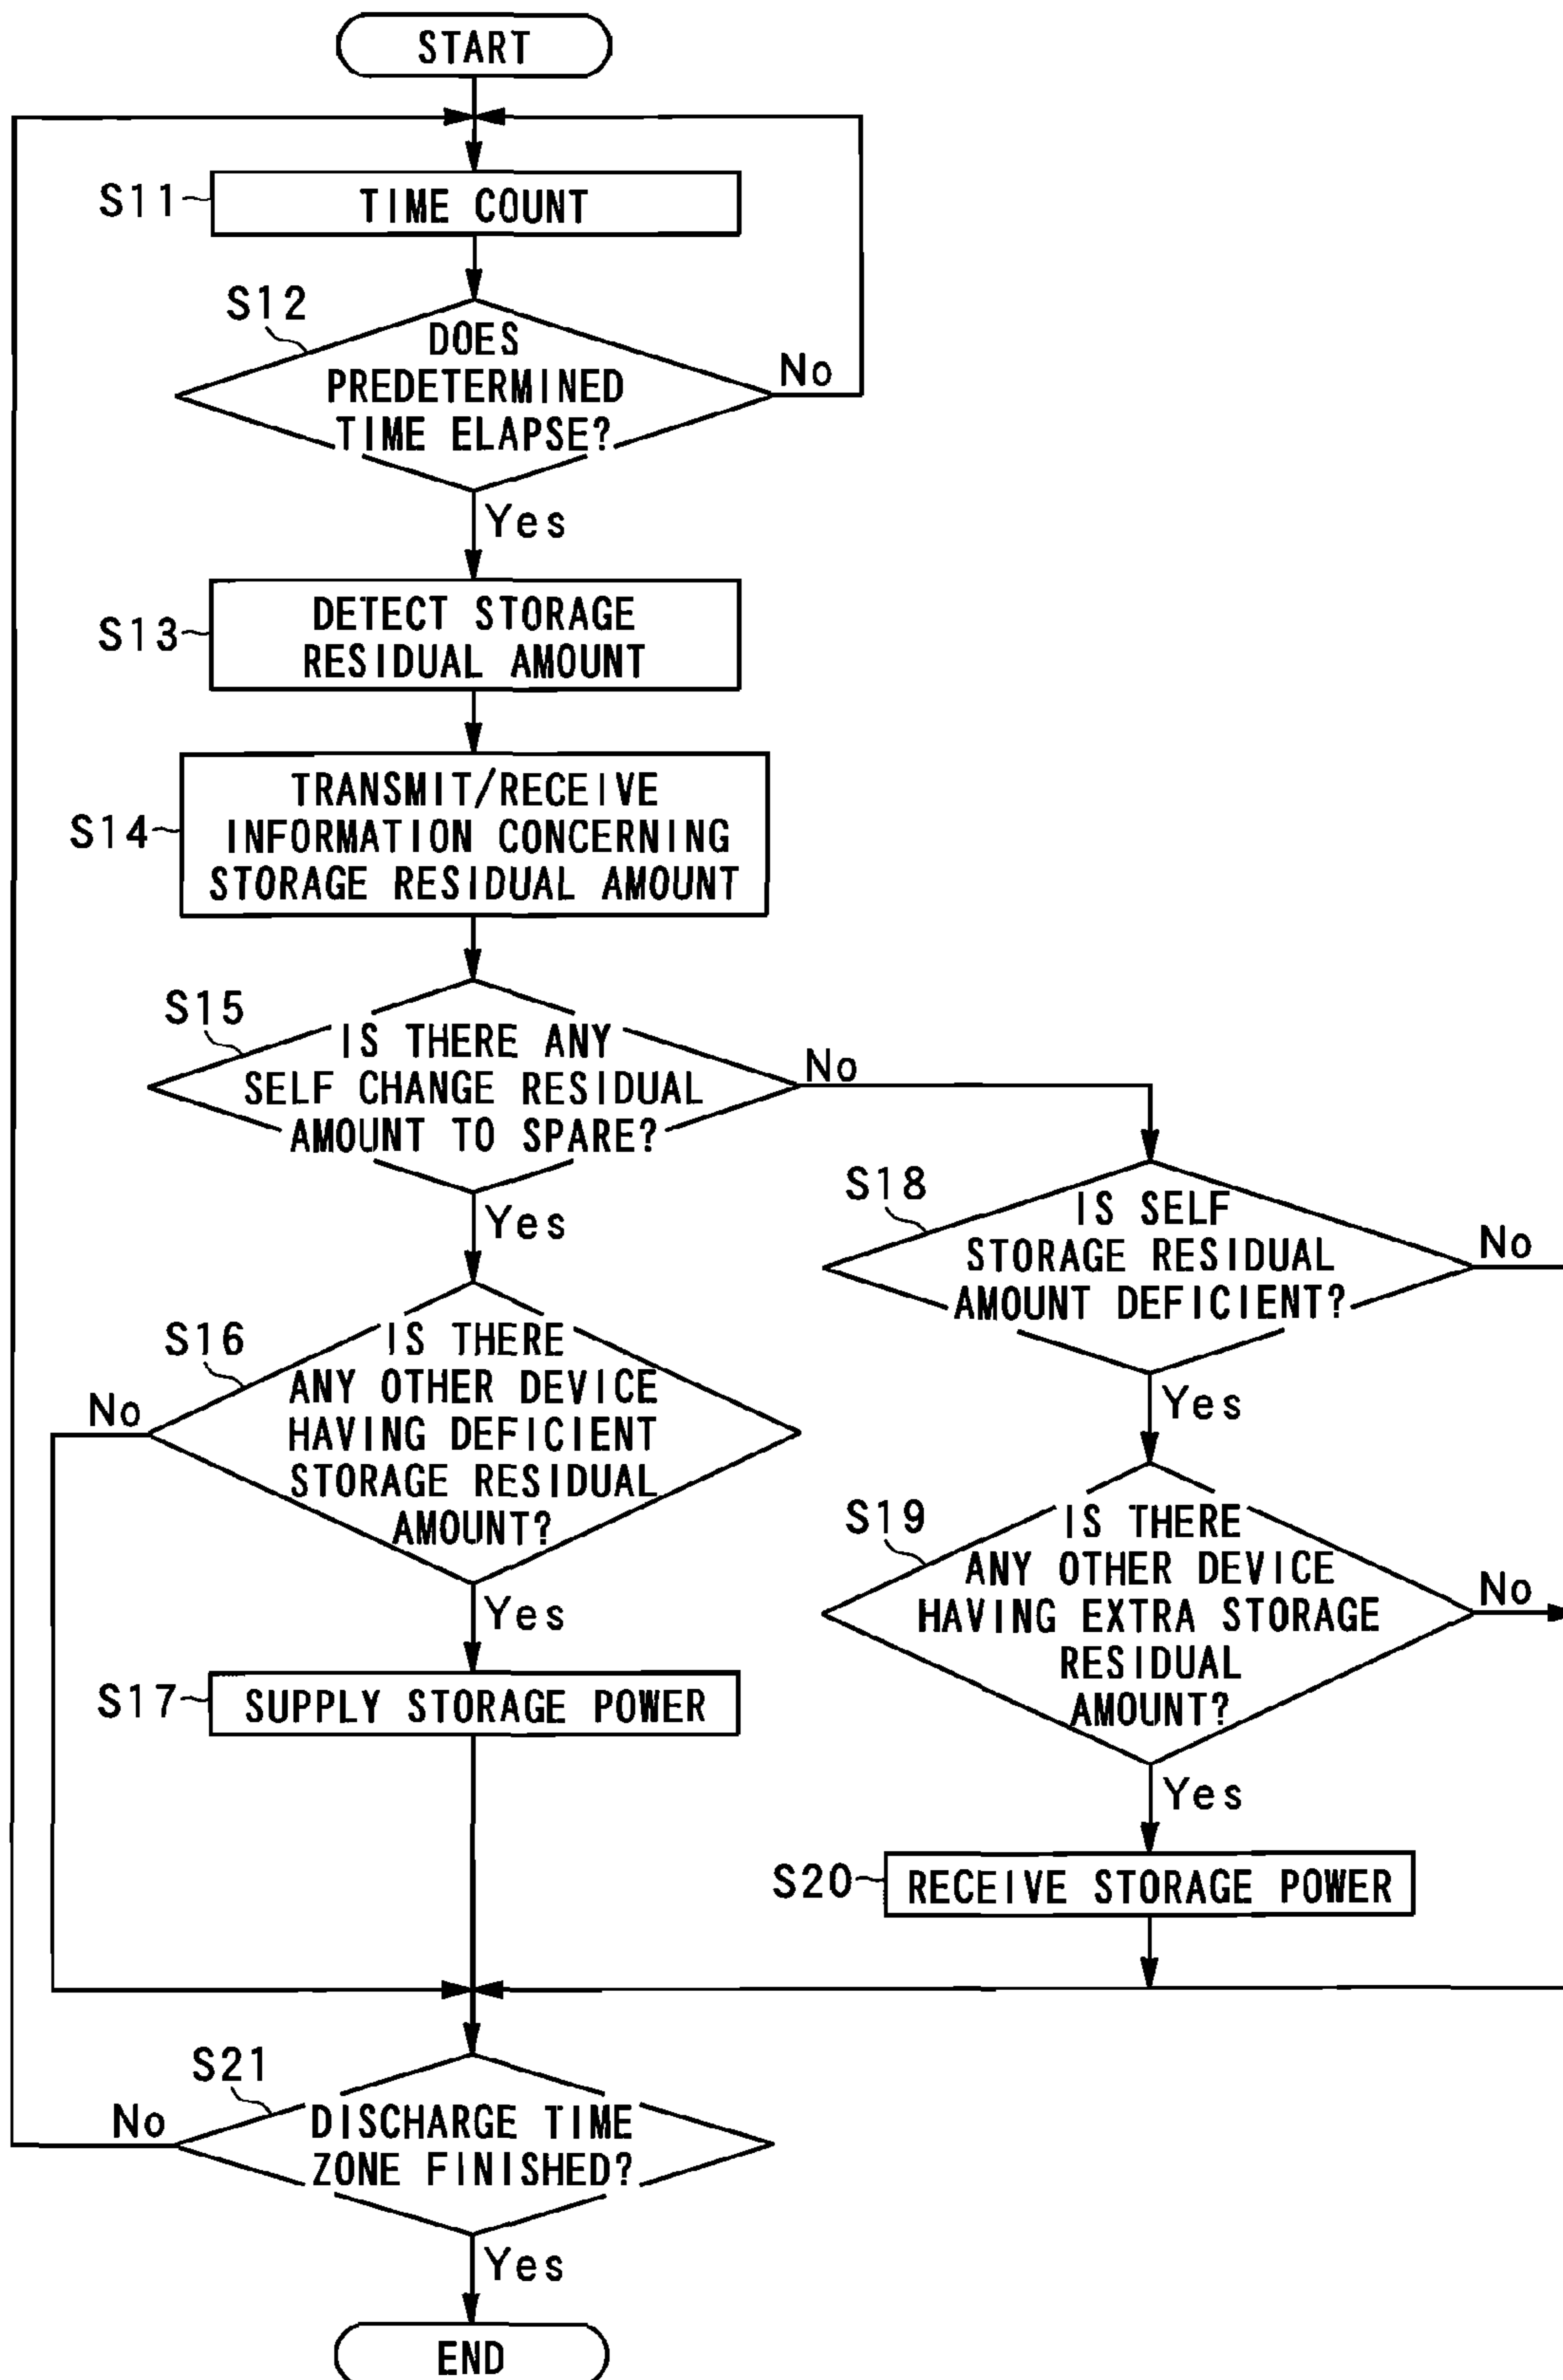 START
S11
TIME COUNT
S12
DOES
PREDETERMINED
TIME ELAPSE?
No
Yes
S13
DETECT STORAGE
RESIDUAL AMOUNT
S14
TRANSMIT/RECEIVE
INFORMATION CONCERNING
STORAGE RESIDUAL AMOUNT
S15
IS THERE ANY
SELF CHANGE RESIDUAL
AMOUNT TO SPARE?
No
Yes
S16
IS THERE
ANY OTHER DEVICE
HAVING DEFICIENT
STORAGE RESIDUAL
AMOUNT?
No
Yes
S17
SUPPLY STORAGE POWER
S18
IS SELF
STORAGE RESIDUAL
AMOUNT DEFICIENT?
No
Yes
S19
IS THERE
ANY OTHER DEVICE
HAVING EXTRA STORAGE
RESIDUAL
AMOUNT?
No
Yes
S20
RECEIVE STORAGE POWER
S21
DISCHARGE TIME
ZONE FINISHED?
No
Yes
END